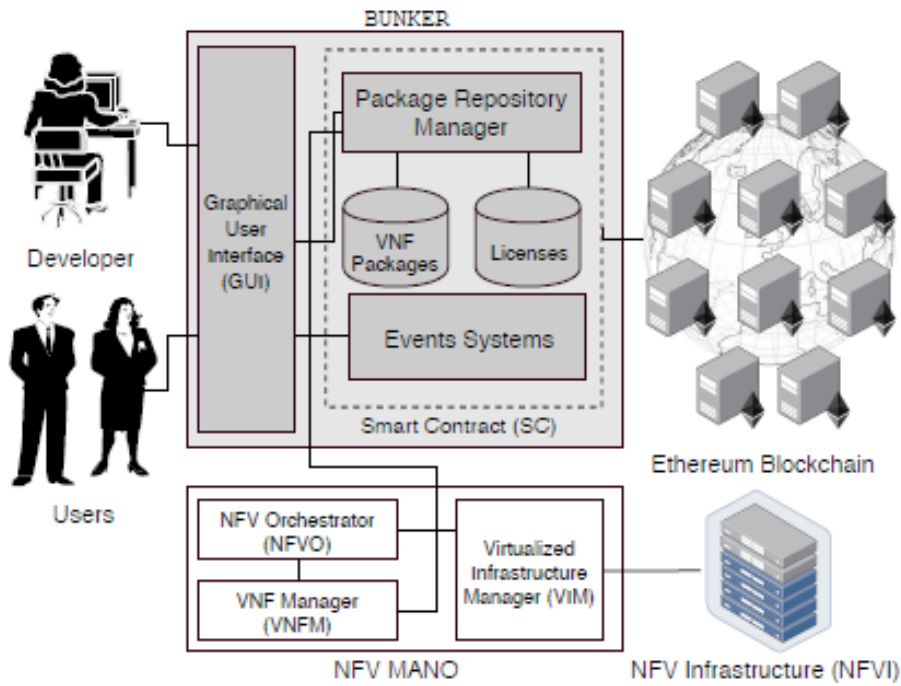 BUNKER
Package Repository
Manager
Graphical
User
Interface
(GUI)
VNF
Packages
Licenses
Developer
Events Systems
Smart Contract (SC)
Ethereum Blockchain
Users
NFV Orchestrator
(NFVO)
Virtualized
Infrastructure
Manager (VIM)
VNF Manager
(VNFM)
NFV MANO
NFV Infrastructure (NFVI)